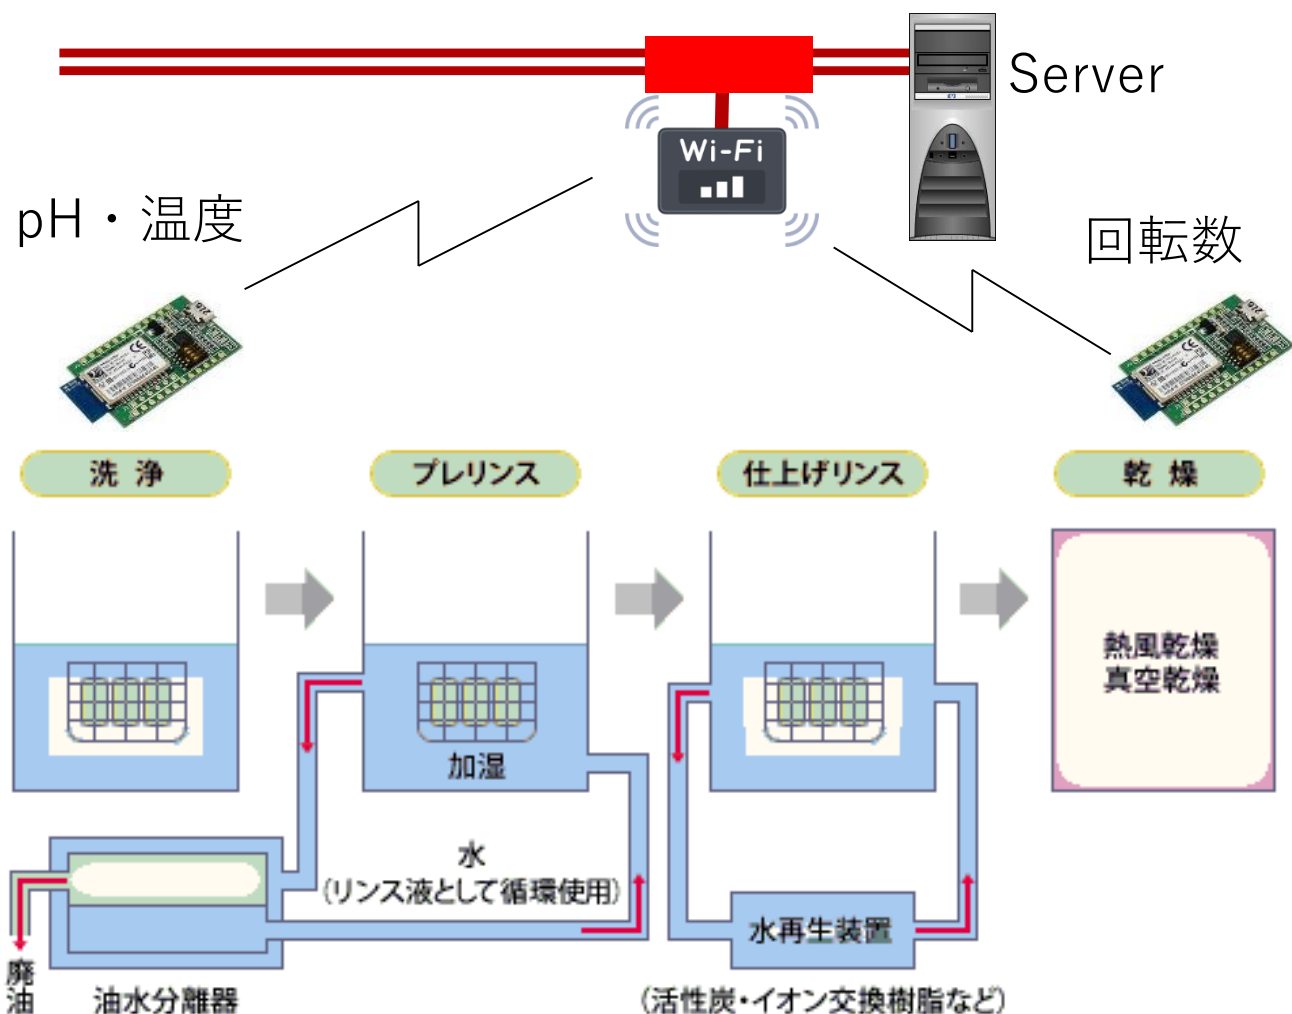 Server
Wi-Fi
pH・温度
回転数
洗 浄
プレリンス
仕上げリンス
乾 燥
熱風乾燥
真空乾燥
加湿
水
(リンス液として循環使用)
水再生装置
廃油
油水分離器
(活性炭・イオン交換樹脂など)